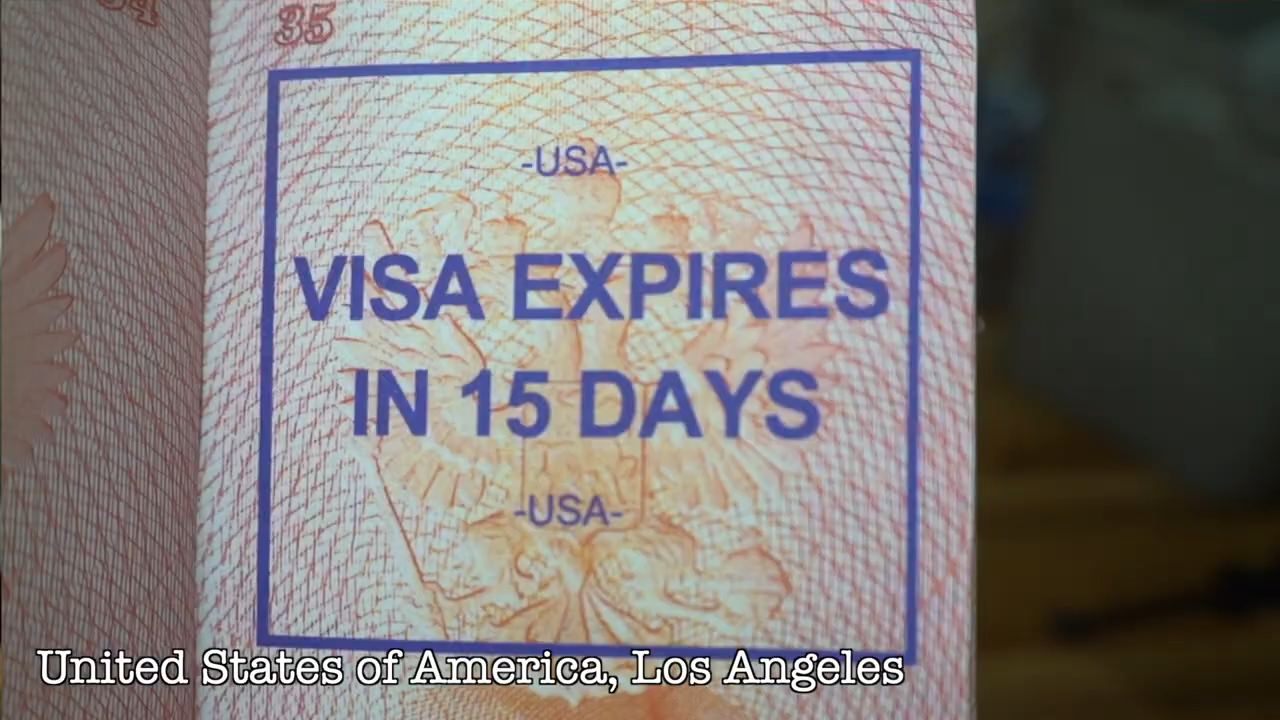 35
-USA-
VISA EXPIRES
IN 15 DAYS
-USA-
United States of America, Los Angeles